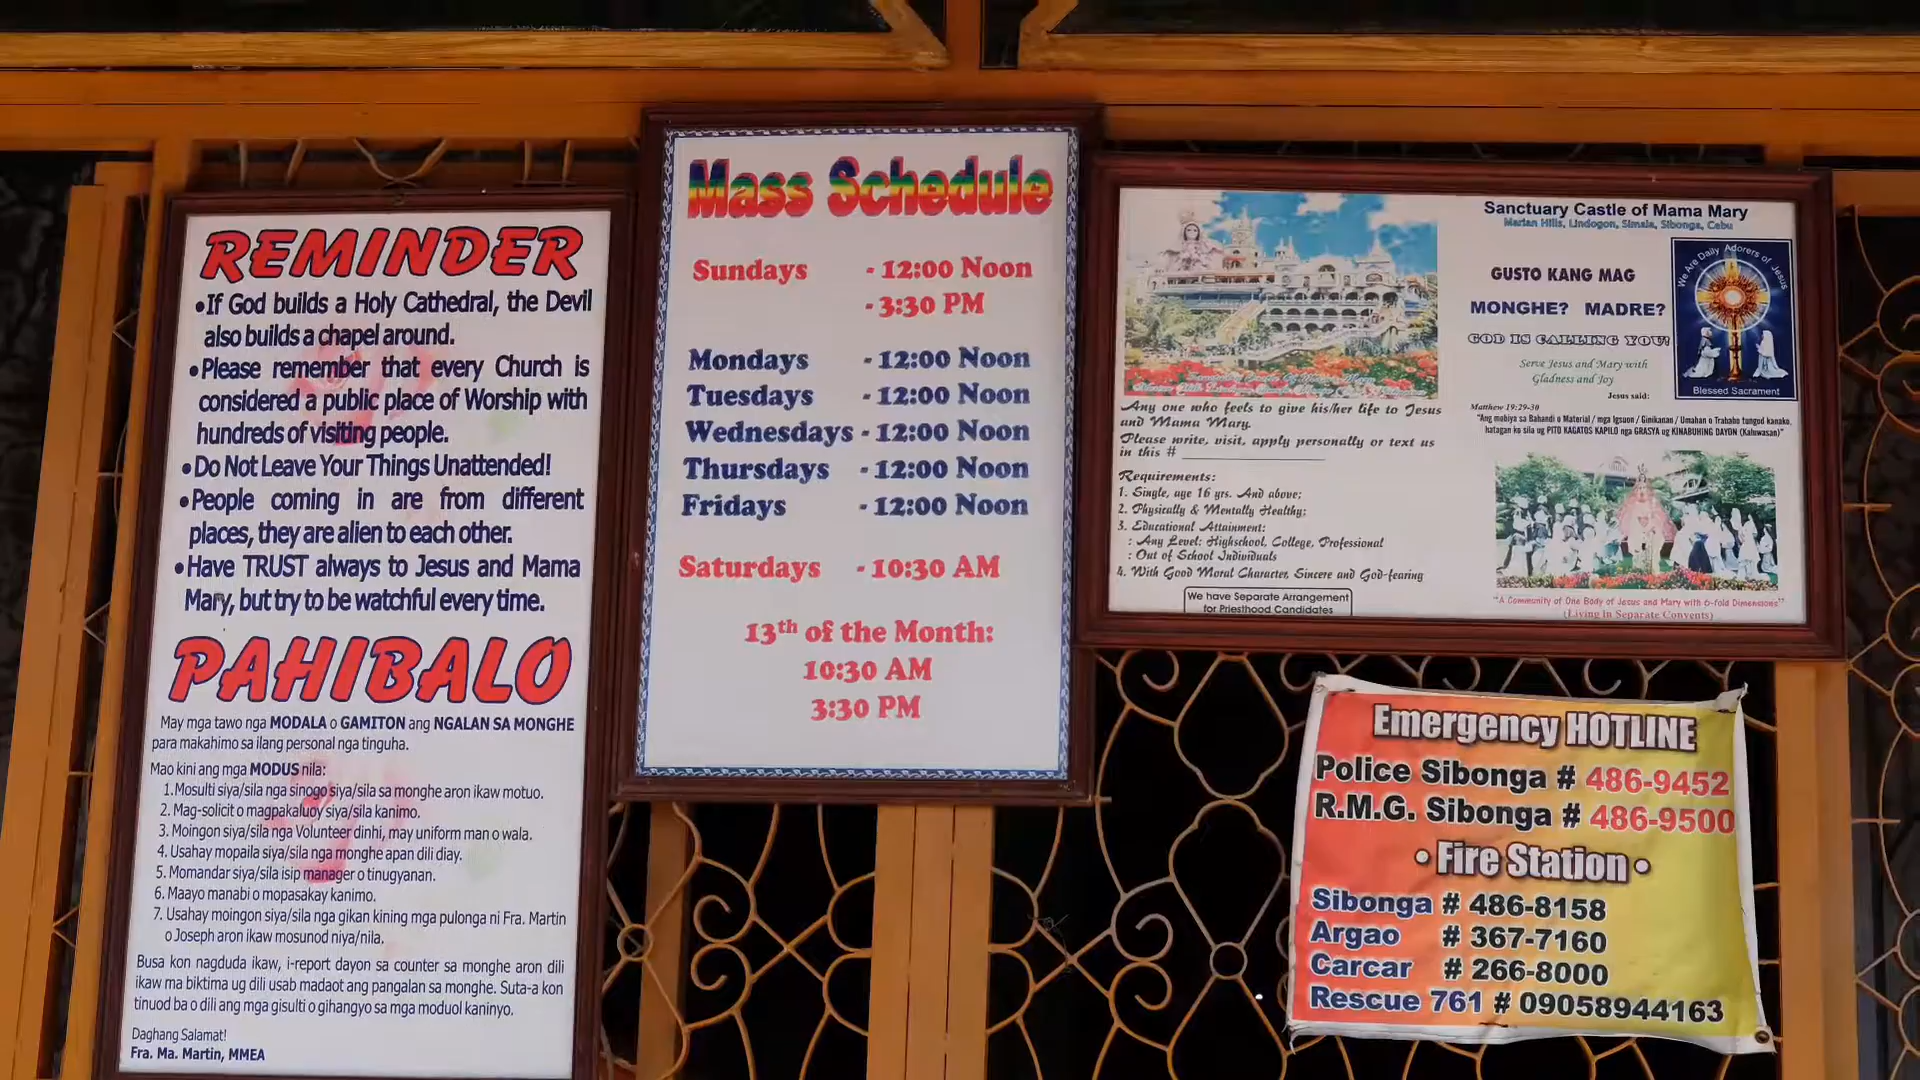 REMINDER
•If God builds a Holy Cathedral, the Devil
also builds a chapel around.
•Please remember that every Church is
considered a public place of Worship with
hundreds of visiting people.
•Do Not Leave Your Things Unattended!
•People coming in are from different
places, they are alien to each other.
•Have TRUST always to Jesus and Mama
Mary, but try to be watchful every time.
PAHIBALO
May mga tawo nga MODALA o GAMITON ang NGALAN SA MONGHE
para makahimo sa ilang personal nga tinguha.
Mao kini ang mga MODUS nila:
1. Mosulti siya/sila nga sinogo siya/sila sa monghe aron ikaw motuo.
2. Mag-solicit o magpakaluoy siya/sila kanimo.
3. Moingon siya/sila nga Volunteer dinhi, may uniform man o wala.
4. Usahay mopaila siya/sila nga monghe apan dili diay.
5. Momandar siya/sila isip manager o tinugyanan.
6. Maayo manabi o mopasakay kanimo.
7. Usahay moingon siya/sila nga gikan kining mga pulonga ni Fra. Martin
o Joseph aron ikaw mosunod niya/nila.
Busa kon nagduda ikaw, i-report dayon sa counter sa monghe aron dili
ikaw ma biktima ug dili usab madaot ang pangalan sa monghe. Suta-a kon
tinuod ba o dili ang mga gisulti o gihangyo sa mga moduol kaninyo.
Daghang Salamat!
Fra. Ma. Martin, MMEA
Mass Schedule
Sundays - 12:00 Noon
- 3:30 PM
Mondays - 12:00 Noon
Tuesdays - 12:00 Noon
Wednesdays - 12:00 Noon
Thursdays - 12:00 Noon
Fridays - 12:00 Noon
Saturdays - 10:30 AM
13th of the Month:
10:30 AM
3:30 PM
Sanctuary Castle of Mama Mary
Marian Hills, Lindogon, Simala, Sibonga, Cebu
GUSTO KANG MAG
MONGHE? MADRE?
GOD IS CALLING YOU!
Serve Jesus and Mary with
Gladness and Joy
Jesus said:
We Are Daily Adorers of Jesus
Blessed Sacrament
Matthew 19:29-30
"Ang mobiya sa Bahandi o Material / mga Igsuon / Ginikanan / Umahan o Trabaho tungod kanako,
hatagan ko sila ug PITO KAGATOS KAPILO nga GRASYA ug KINABUHING DAYON (Kaluwasan)"
Any one who feels to give his/her life to Jesus
and Mama Mary.
Please write, visit, apply personally or text us
in this #
Requirements:
1. Single, age 16 yrs. And above;
2. Physically & Mentally Healthy;
3. Educational Attainment:
: Any Level: Highschool, College, Professional
: Out of School Individuals
4. With Good Moral Character, Sincere and God-fearing
We have Separate Arrangement
for Priesthood Candidates
"A Community of One Body of Jesus and Mary with 6-fold Dimensions"
(Living In Separate Convents)
Emergency HOTLINE
Police Sibonga # 486-9452
R.M.G. Sibonga # 486-9500
• Fire Station •
Sibonga # 486-8158
Argao # 367-7160
Carcar # 266-8000
Rescue 761 # 09058944163